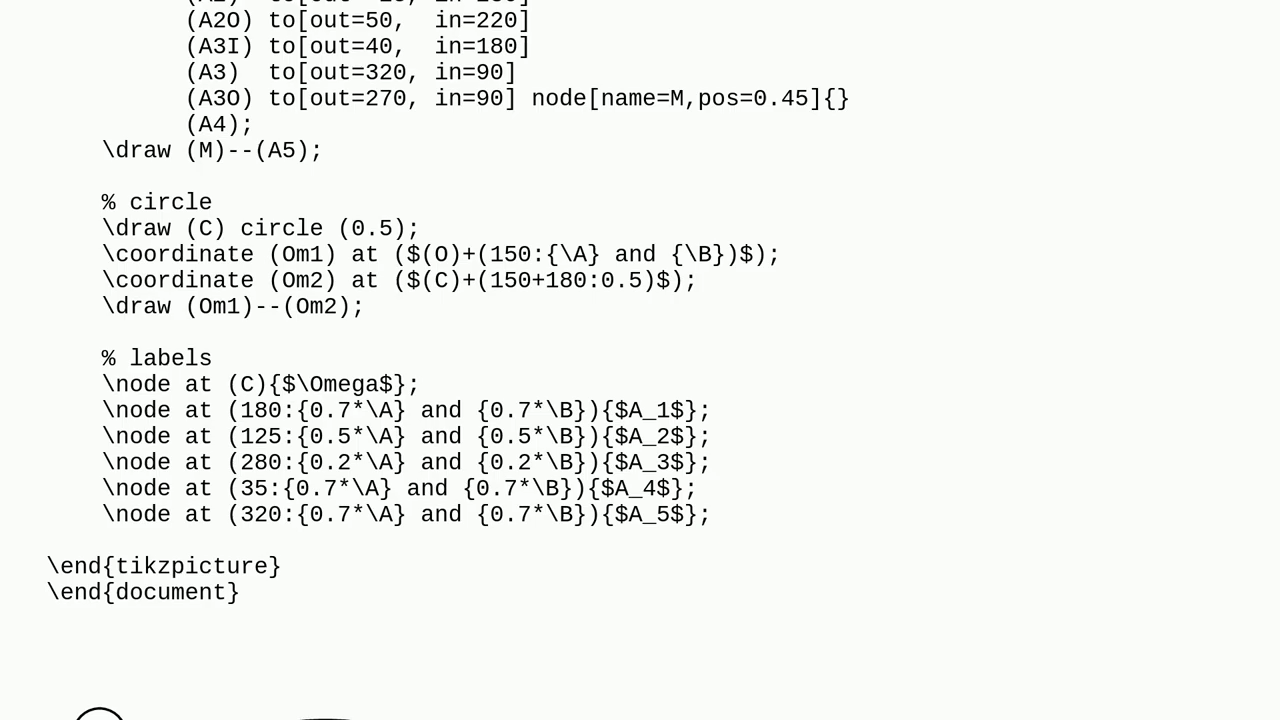 (A2O) to[out=50,  in=220]
(A3I) to[out=40,  in=180]
(A3)  to[out=320, in=90]
(A3O) to[out=270, in=90] node[name=M,pos=0.45]{}
(A4);
\draw (M)--(A5);
% circle
\draw (C) circle (0.5);
\coordinate (Om1) at ($(O)+(150:{\A} and {\B})$);
\coordinate (Om2) at ($(C)+(150+180:0.5)$);
\draw (Om1)--(Om2);
% labels
\node at (C){$\Omega$};
\node at (180:{0.7*\A} and {0.7*\B}){$A_1$};
\node at (125:{0.5*\A} and {0.5*\B}){$A_2$};
\node at (280:{0.2*\A} and {0.2*\B}){$A_3$};
\node at (35:{0.7*\A} and {0.7*\B}){$A_4$};
\node at (320:{0.7*\A} and {0.7*\B}){$A_5$};
\end{tikzpicture}
\end{document}